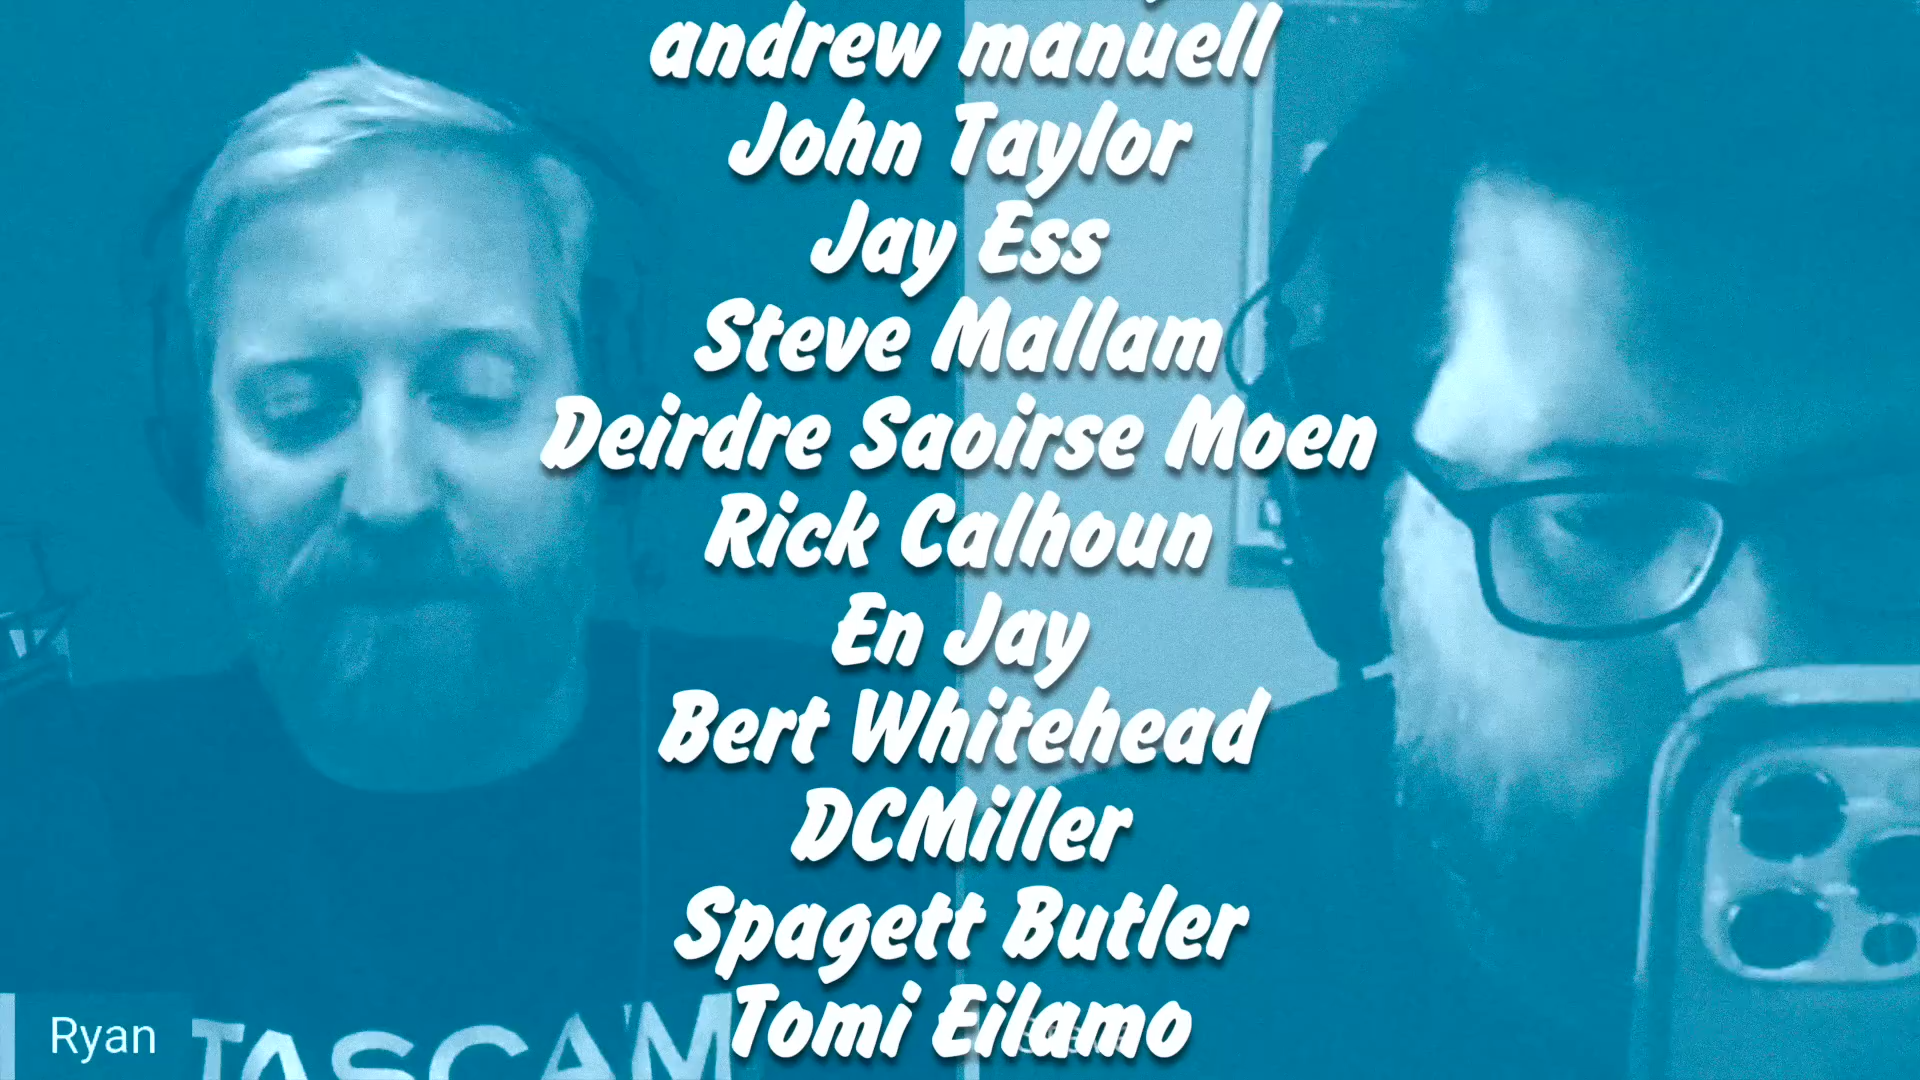 andrew manuell
John Taylor
Jay Ess
Steve Mallam
Deirdre Saoirse Moen
Rick Calhoun
En Jay
Bert Whitehead
DCMiller
Spagett Butler
Tomi Eilamo
Ryan
TASCAM